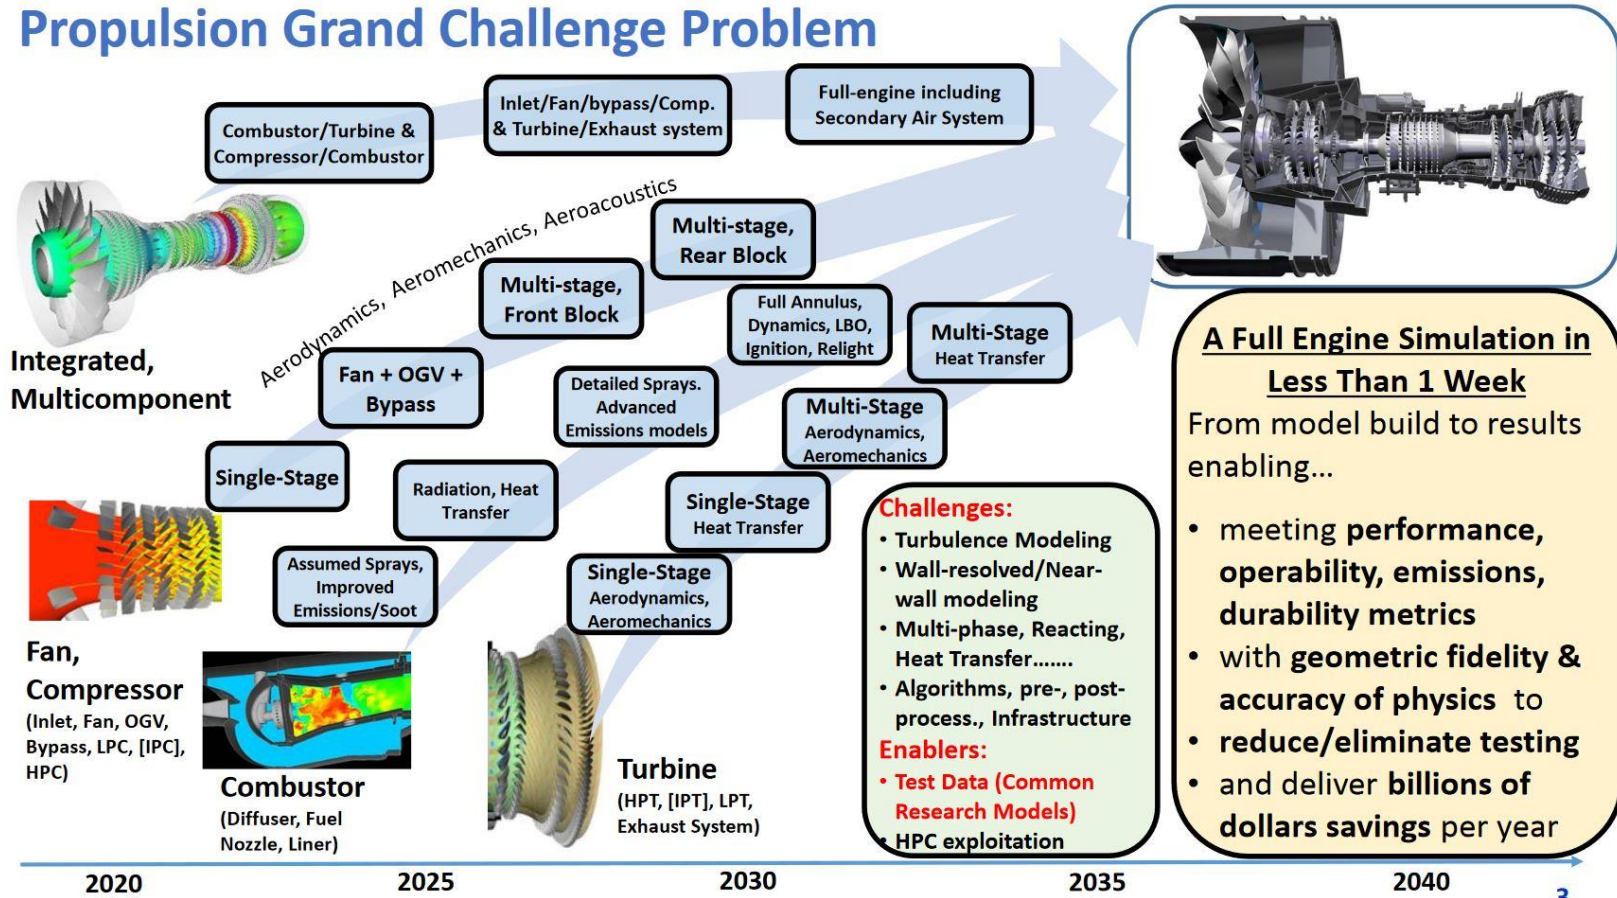 Propulsion Grand Challenge Problem
Combustor/Turbine &
Compressor/Combustor
Inlet/Fan/bypass/Comp.
& Turbine/Exhaust system
Full-engine including
Secondary Air System
Integrated,
Multicomponent
Aerodynamics, Aeromechanics, Aeroacoustics
Single-Stage
Fan + OGV +
Bypass
Multi-stage,
Front Block
Multi-stage,
Rear Block
Fan,
Compressor
(Inlet, Fan, OGV,
Bypass, LPC, [IPC],
HPC)
Assumed Sprays,
Improved
Emissions/Soot
Radiation, Heat
Transfer
Detailed Sprays.
Advanced
Emissions models
Full Annulus,
Dynamics, LBO,
Ignition, Relight
Combustor
(Diffuser, Fuel
Nozzle, Liner)
Single-Stage
Aerodynamics,
Aeromechanics
Single-Stage
Heat Transfer
Multi-Stage
Aerodynamics,
Aeromechanics
Multi-Stage
Heat Transfer
Turbine
(HPT, [IPT], LPT,
Exhaust System)
Challenges:
• Turbulence Modeling
• Wall-resolved/Near-
wall modeling
• Multi-phase, Reacting,
Heat Transfer…….
• Algorithms, pre-, post-
process., Infrastructure
Enablers:
• Test Data (Common
Research Models)
• HPC exploitation
A Full Engine Simulation in
Less Than 1 Week
From model build to results
enabling…
• meeting performance,
operability, emissions,
durability metrics
• with geometric fidelity &
accuracy of physics to
• reduce/eliminate testing
• and deliver billions of
dollars savings per year
2020
2025
2030
2035
2040
3